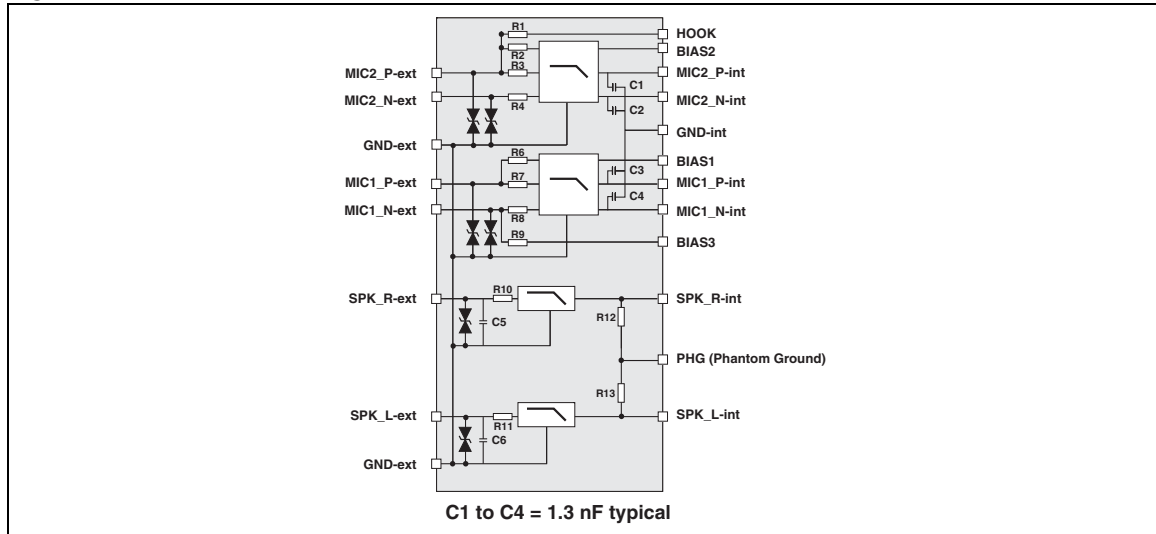 R1
HOOK
R2
BIAS2
MIC2_P-ext
R3
MIC2_P-int
C1
MIC2_N-ext
R4
MIC2_N-int
C2
GND-int
GND-ext
R6
BIAS1
C3
MIC1_P-ext
R7
MIC1_P-int
C4
MIC1_N-ext
R8
MIC1_N-int
R9
BIAS3
R10
SPK_R-ext
SPK_R-int
C5
R12
PHG (Phantom Ground)
R13
SPK_L-ext
SPK_L-int
R11
C6
GND-ext
C1 to C4 = 1.3 nF typical